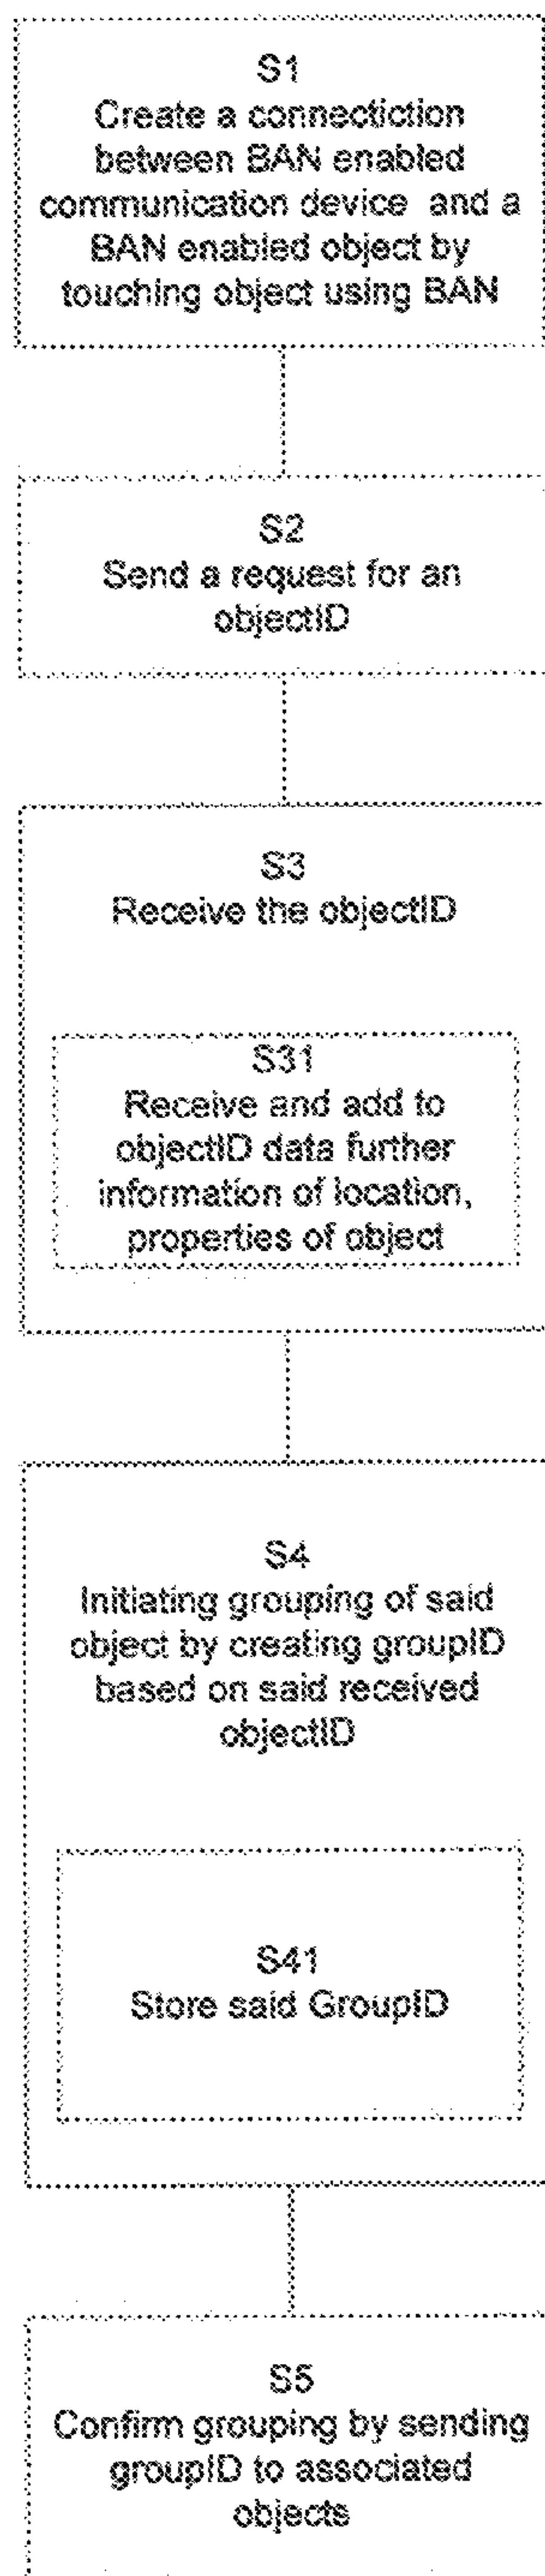 S1
Create a connectiction
between BAN enabled
communication device and a
BAN enabled object by
touching object using BAN
S2
Send a request for an
objectID
S3
Receive the objectID
S31
Receive and add to
objectID data further
information of location,
properties of object
S4
Initiating grouping of said
object by creating groupID
based on said received
objectID
S41
Store said GroupID
S5
Confirm grouping by sending
groupID to associated
objects